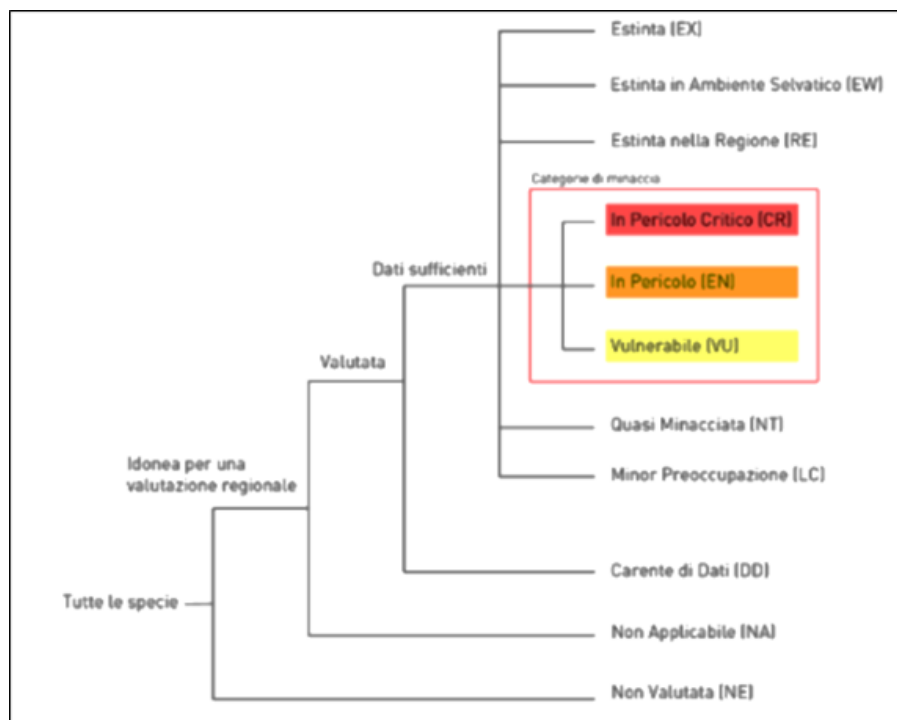 Estinta (EX)
Estinta in Ambiente Selvatico (EW)
Estinta nella Regione (RE)
Categorie di minaccia
In Pericolo Critico (CR)
Dati sufficienti
In Pericolo (EN)
Vulnerabile (VU)
Valutata
Quasi Minacciata (NT)
Idonea per una
valutazione regionale
Minor Preoccupazione (LC)
Carente di Dati (DD)
Tutte le specie
Non Applicabile (NA)
Non Valutata (NE)